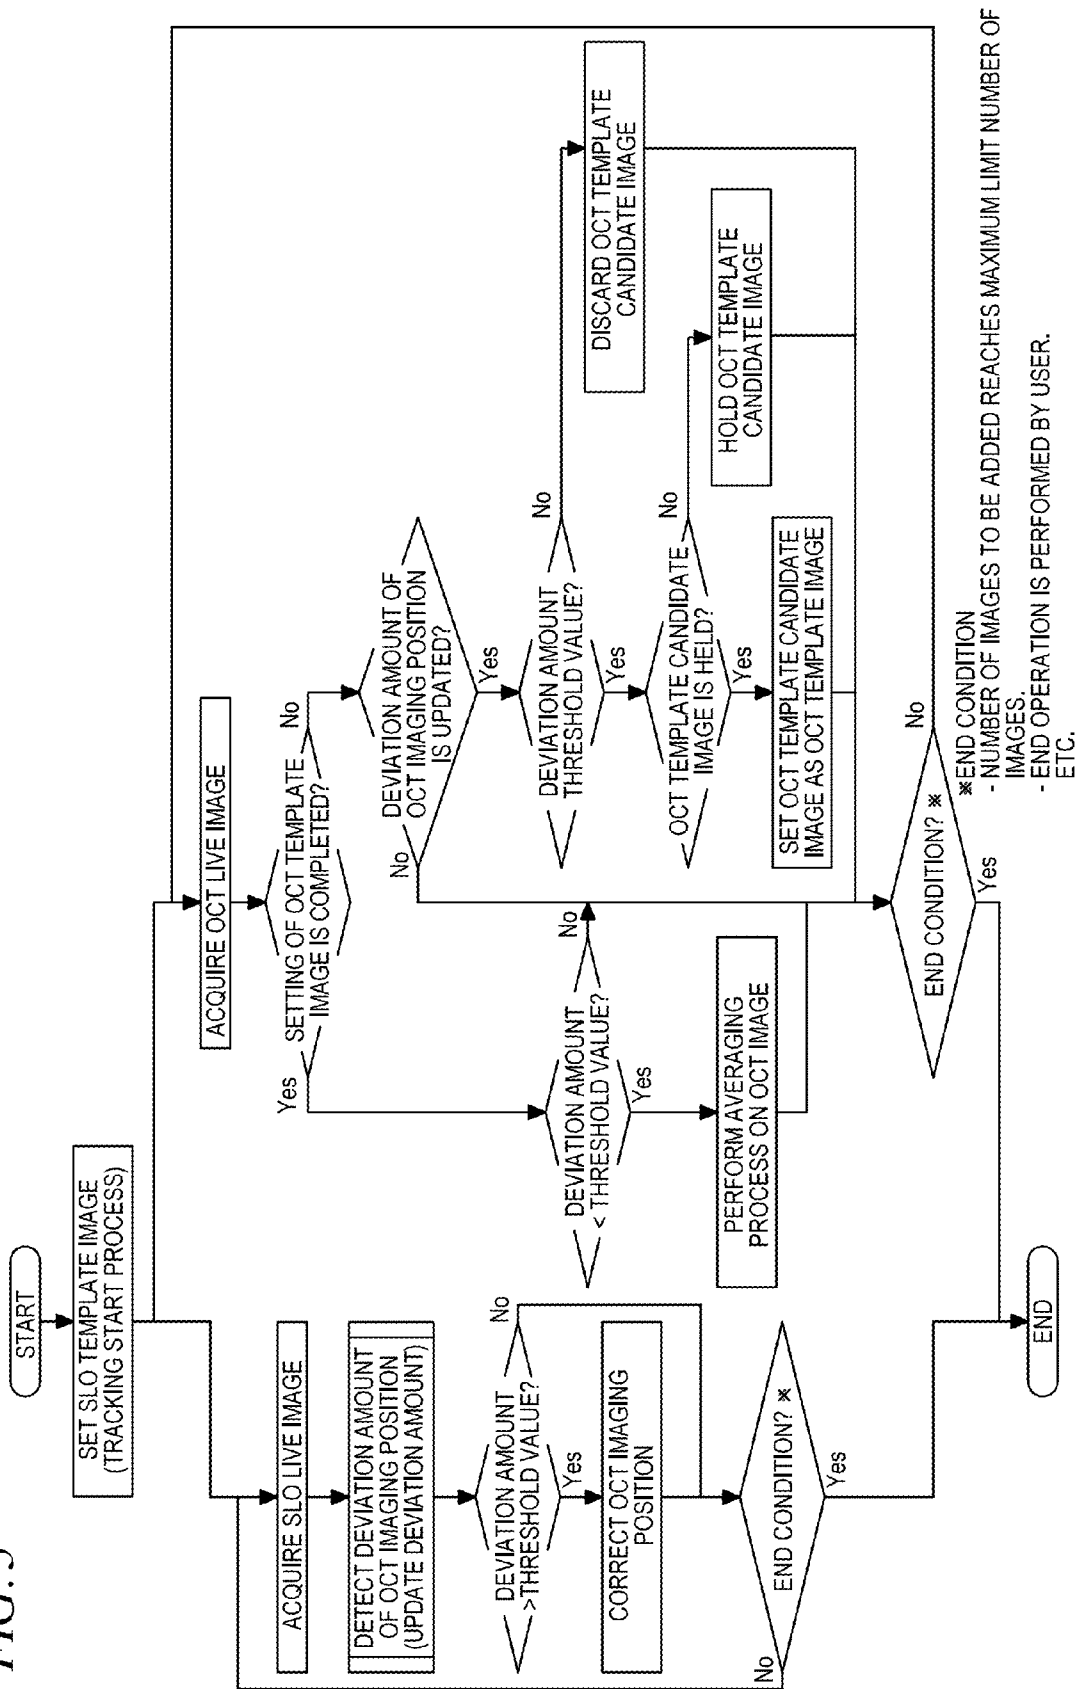 FIG. 5
START
SET SLO TEMPLATE IMAGE
(TRACKING START PROCESS)
ACQUIRE SLO LIVE IMAGE
DETECT DEVIATION AMOUNT
OF OCT IMAGING POSITION
(UPDATE DEVIATION AMOUNT)
DEVIATION AMOUNT
>THRESHOLD VALUE?
No
Yes
CORRECT OCT IMAGING
POSITION
END CONDITION? ※
No
Yes
ACQUIRE OCT LIVE IMAGE
SETTING OF OCT TEMPLATE
IMAGE IS COMPLETED?
Yes
No
DEVIATION AMOUNT
< THRESHOLD VALUE?
No
Yes
PERFORM AVERAGING
PROCESS ON OCT IMAGE
DEVIATION AMOUNT OF
OCT IMAGING POSITION
IS UPDATED?
No
Yes
DEVIATION AMOUNT
THRESHOLD VALUE?
No
Yes
DISCARD OCT TEMPLATE
CANDIDATE IMAGE
OCT TEMPLATE CANDIDATE
IMAGE IS HELD?
No
Yes
HOLD OCT TEMPLATE
CANDIDATE IMAGE
SET OCT TEMPLATE CANDIDATE
IMAGE AS OCT TEMPLATE IMAGE
END CONDITION? ※
No
Yes
END
※END CONDITION
- NUMBER OF IMAGES TO BE ADDED REACHES MAXIMUM LIMIT NUMBER OF
IMAGES.
- END OPERATION IS PERFORMED BY USER.
ETC.